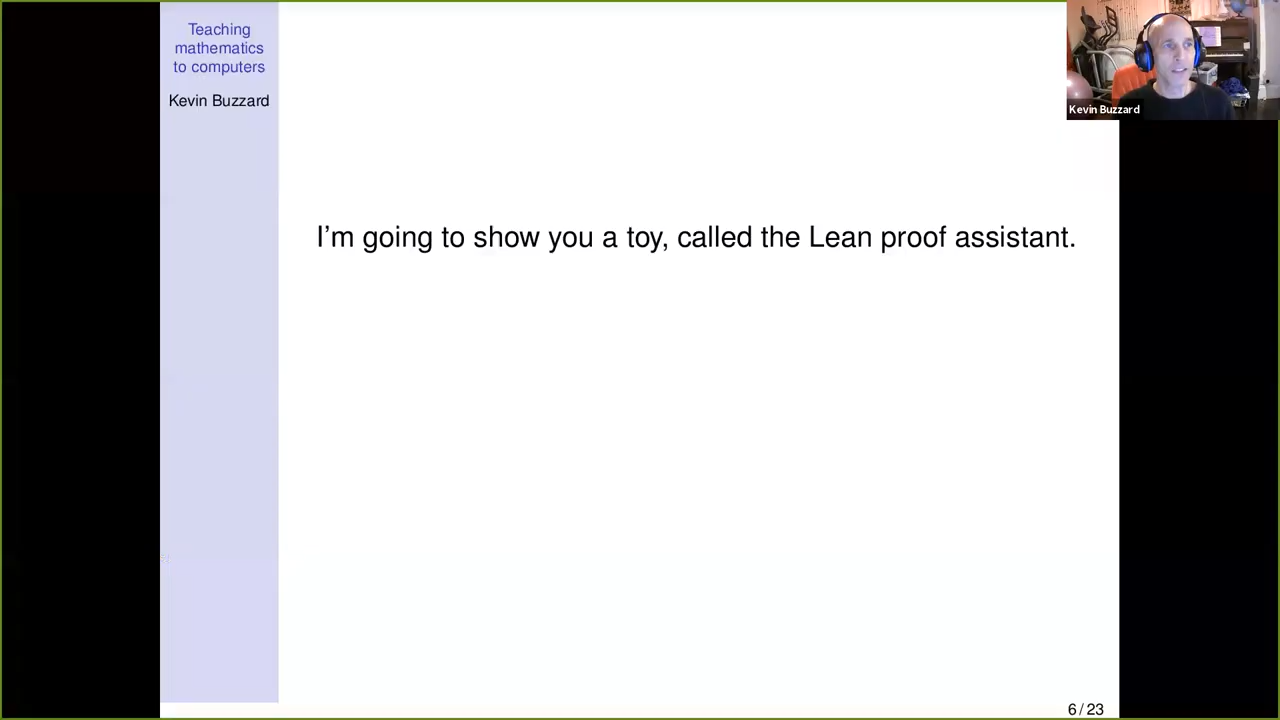 Teaching
mathematics
to computers
Kevin Buzzard
I'm going to show you a toy, called the Lean proof assistant.
Kevin Buzzard
6 / 23